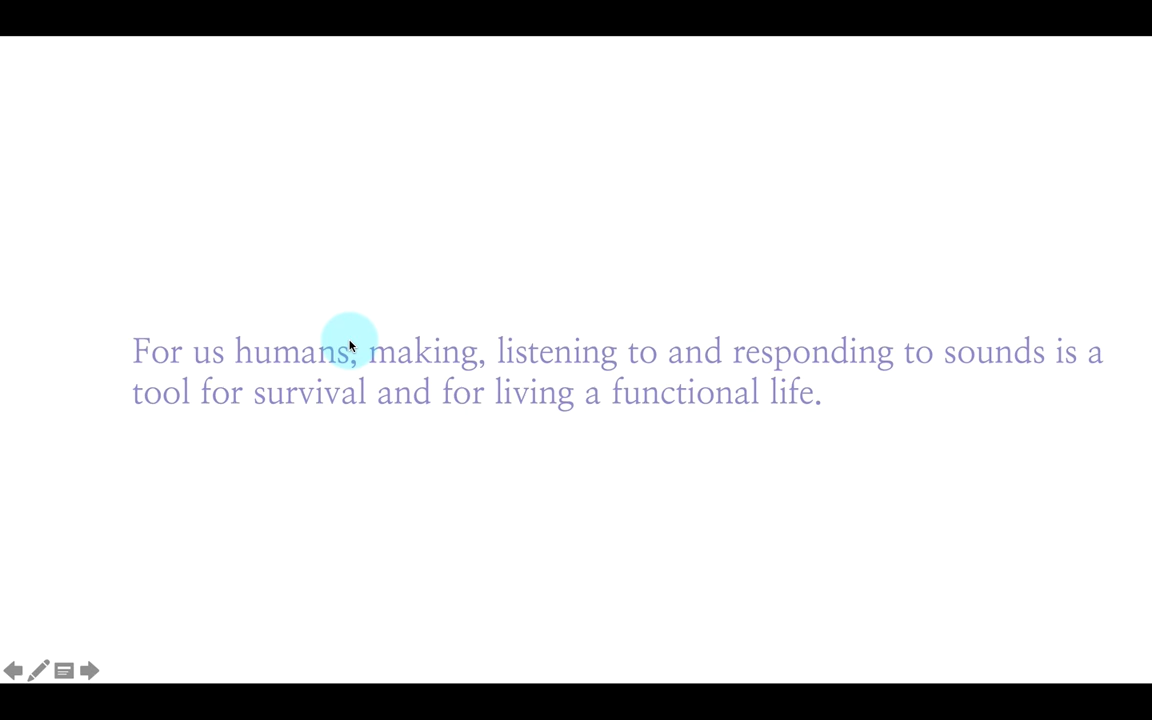 For us humans, making, listening to and responding to sounds is a
tool for survival and for living a functional life.